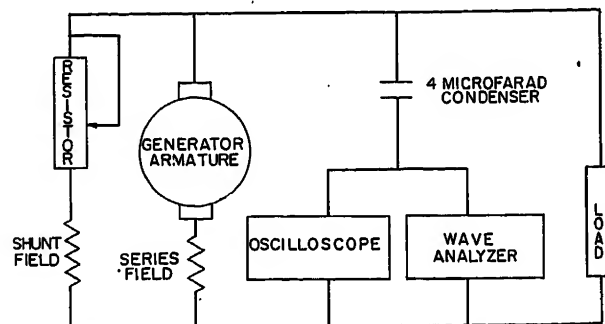 RESISTOR
GENERATOR
ARMATURE
4 MICROFARAD
CONDENSER
SHUNT
FIELD
SERIES
FIELD
OSCILLOSCOPE
WAVE
ANALYZER
LOAD